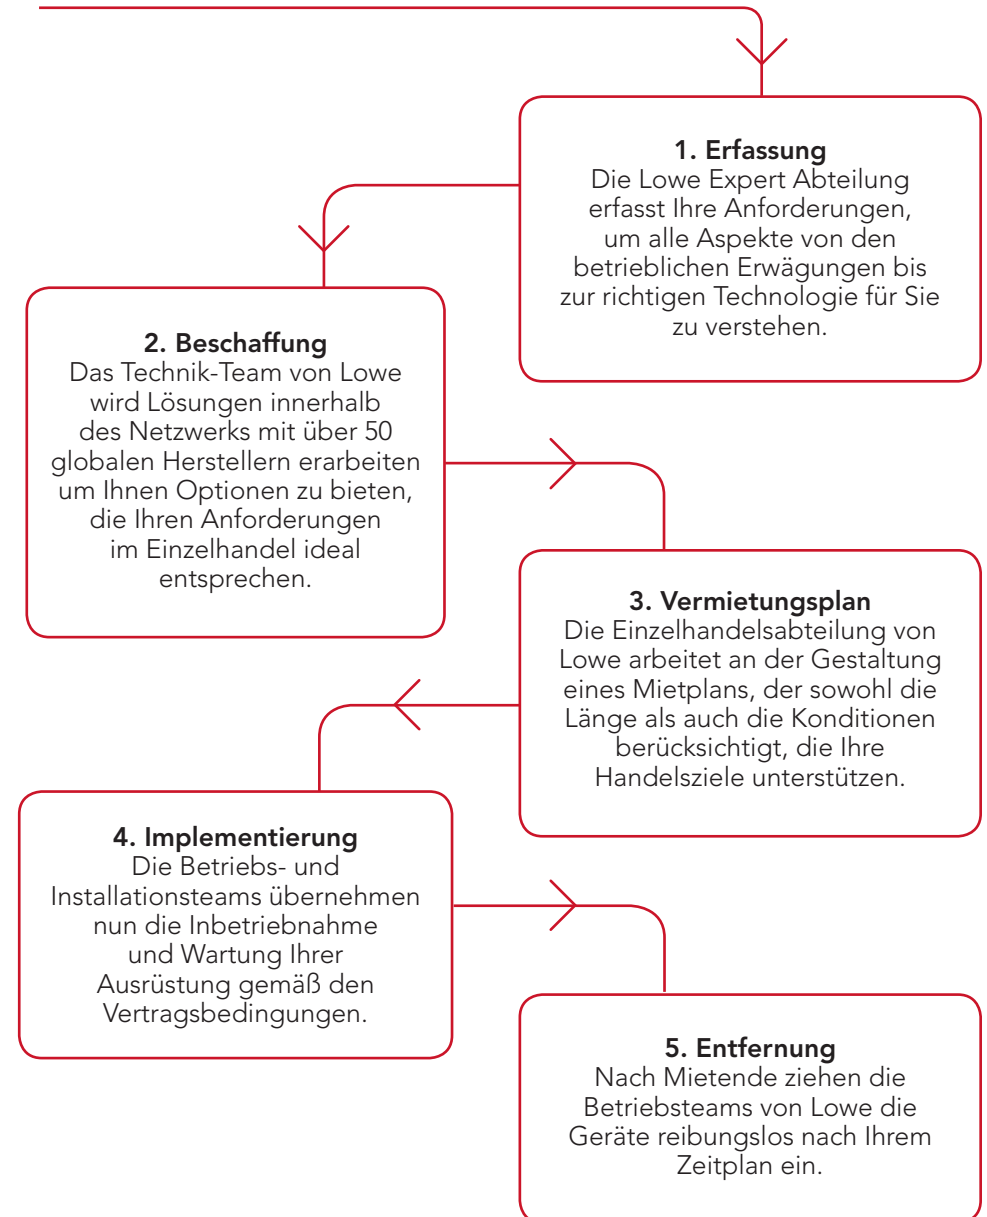 1. Erfassung
Die Lowe Expert Abteilung
erfasst Ihre Anforderungen,
um alle Aspekte von den
betrieblichen Erwägungen bis
zur richtigen Technologie für Sie
zu verstehen.
2. Beschaffung
Das Technik-Team von Lowe
wird Lösungen innerhalb
des Netzwerks mit über 50
globalen Herstellern erarbeiten
um Ihnen Optionen zu bieten,
die Ihren Anforderungen
im Einzelhandel ideal
entsprechen.
3. Vermietungsplan
Die Einzelhandelsabteilung von
Lowe arbeitet an der Gestaltung
eines Mietplans, der sowohl die
Länge als auch die Konditionen
berücksichtigt, die Ihre
Handelsziele unterstützen.
4. Implementierung
Die Betriebs- und
Installationsteams übernehmen
nun die Inbetriebnahme
und Wartung Ihrer
Ausrüstung gemäß den
Vertragsbedingungen.
5. Entfernung
Nach Mietende ziehen die
Betriebsteams von Lowe die
Geräte reibungslos nach Ihrem
Zeitplan ein.